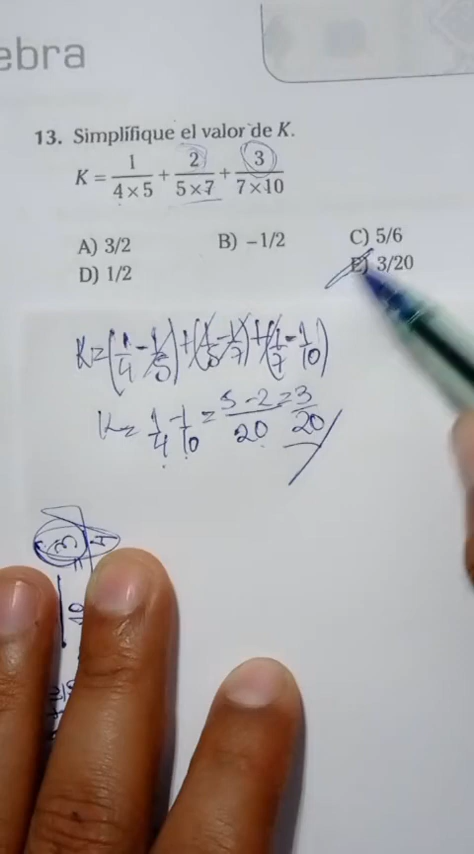 ebra
13. Simplifique el valor de K.
K = 1/4×5 + 2/5×7 + 3/7×10
A) 3/2 B) −1/2 C) 5/6
D) 1/2 E) 3/20
K=(1/4 - 1/5)+(1/5-1/7)+(1/7-1/10)
K= 1/4 - 1/10 = 5-2/20 = 3/20